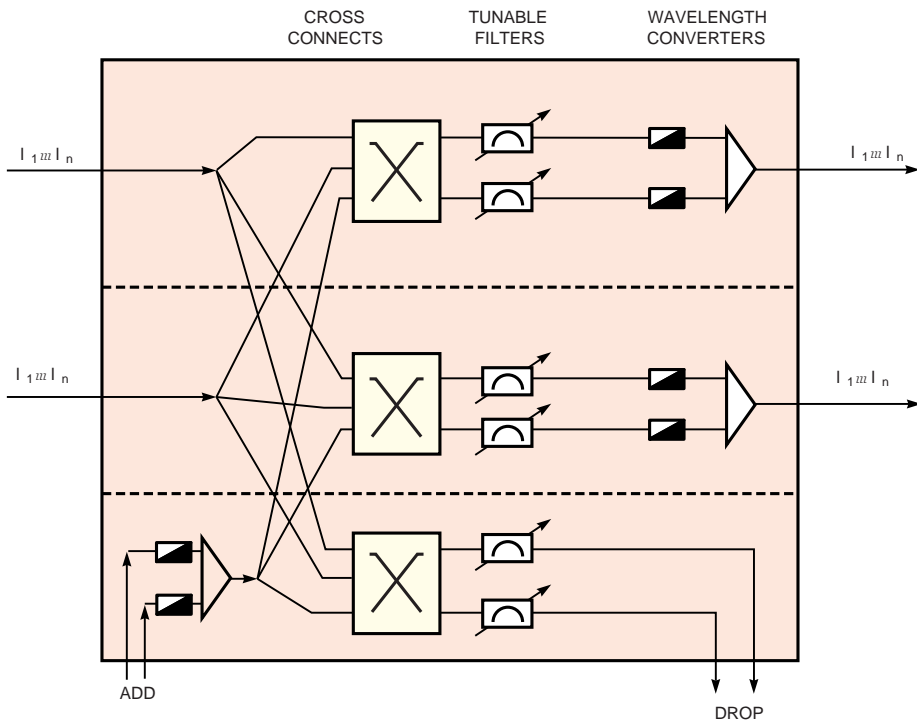 CROSS
CONNECTS
TUNABLE
FILTERS
WAVELENGTH
CONVERTERS
l 1 ... l n
l 1 ... l n
l 1 ... l n
l 1 ... l n
ADD
DROP